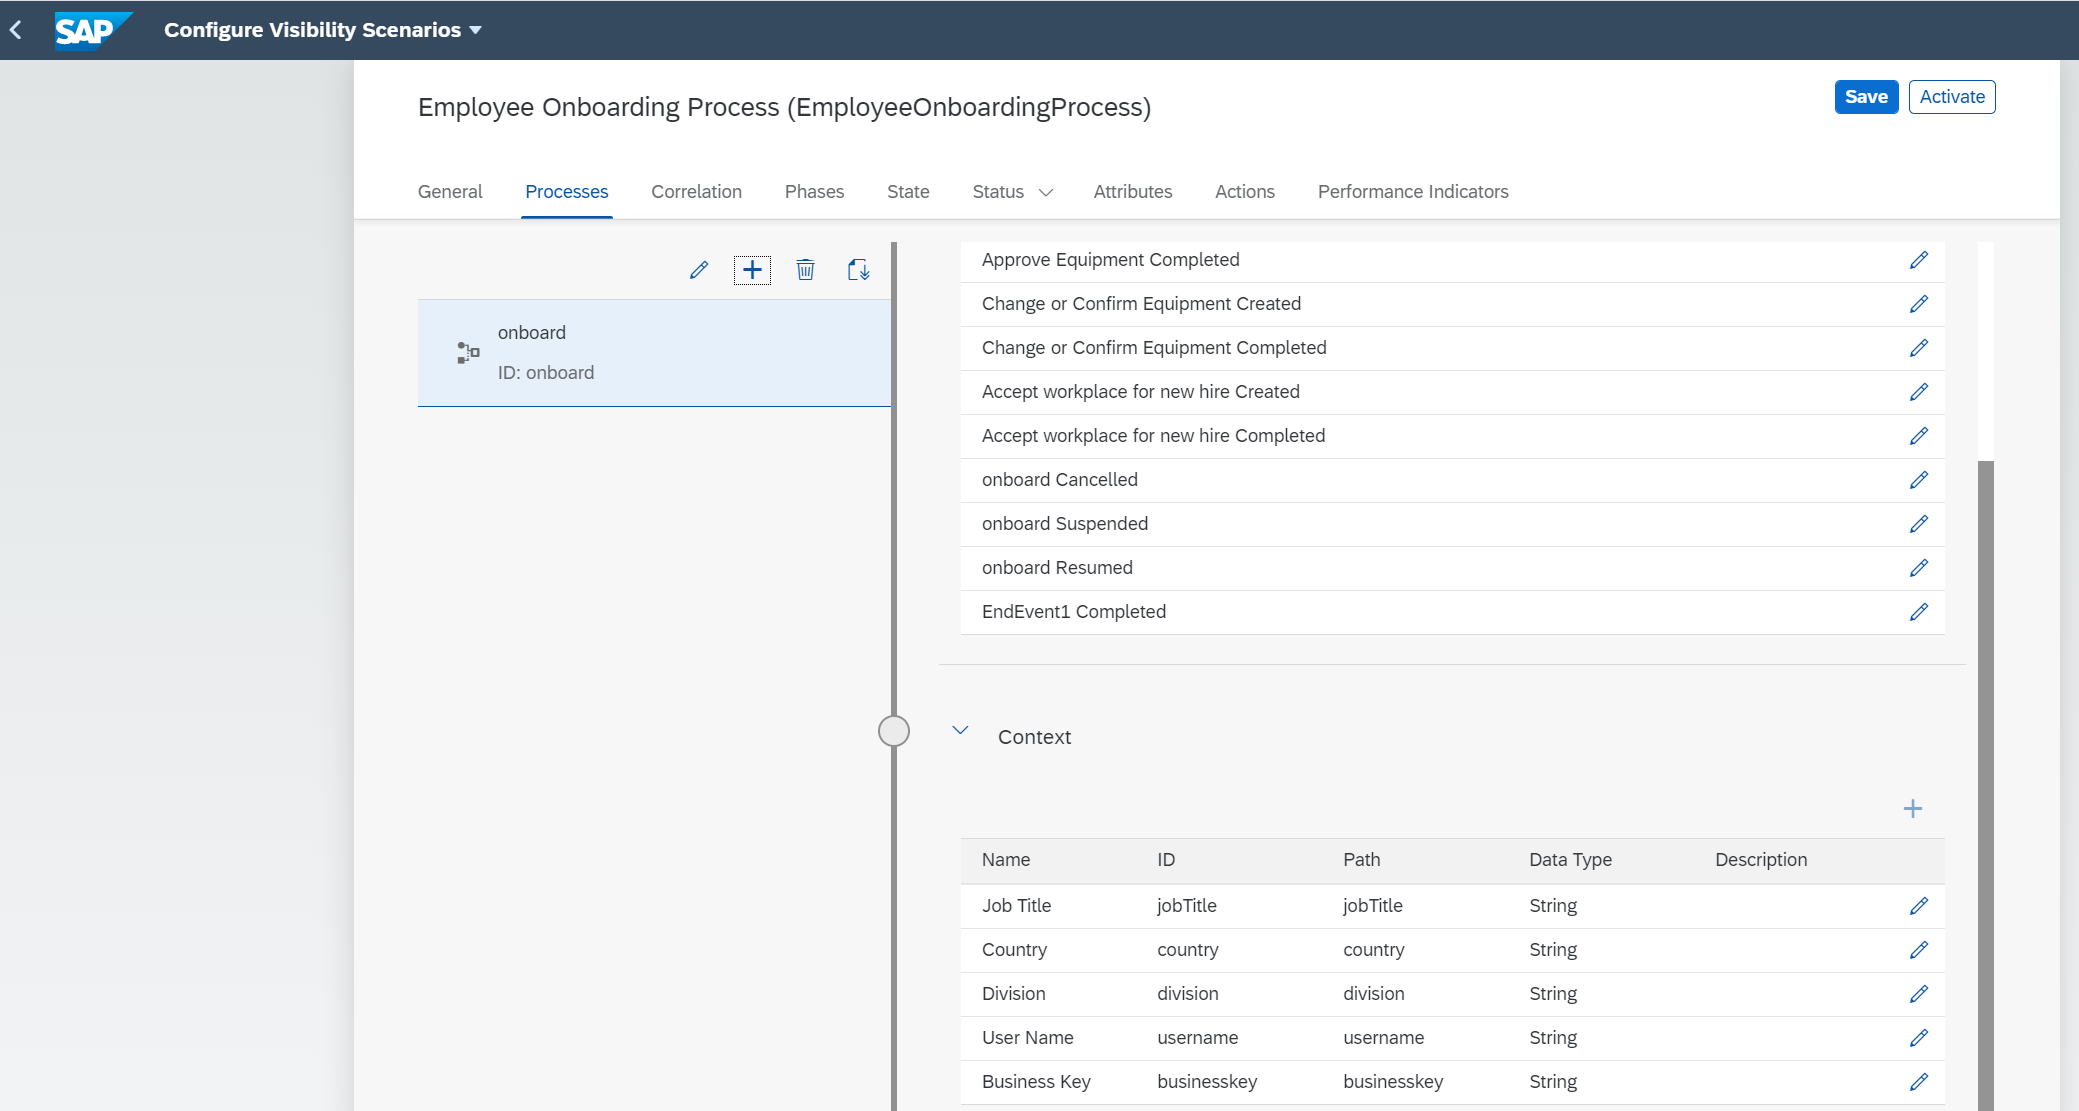 SAP Configure Visibility Scenarios
Employee Onboarding Process (EmployeeOnboardingProcess)
Save Activate
General Processes Correlation Phases State Status Attributes Actions Performance Indicators
onboard
ID: onboard
Approve Equipment Completed
Change or Confirm Equipment Created
Change or Confirm Equipment Completed
Accept workplace for new hire Created
Accept workplace for new hire Completed
onboard Cancelled
onboard Suspended
onboard Resumed
EndEvent1 Completed
Context
Name ID Path Data Type Description
Job Title jobTitle jobTitle String
Country country country String
Division division division String
User Name username username String
Business Key businesskey businesskey String